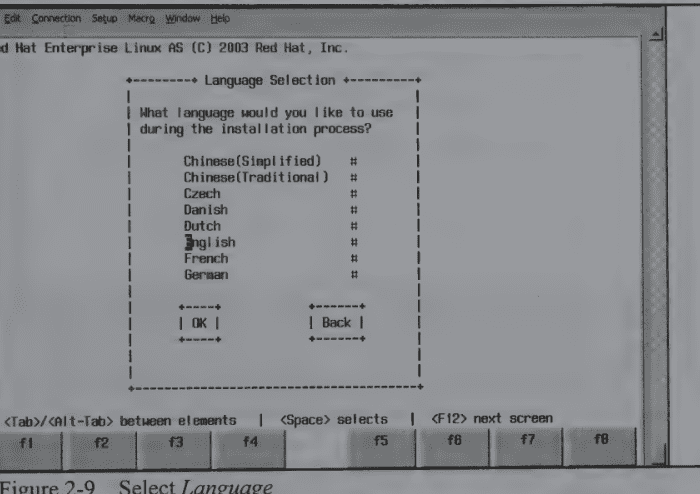 Edit Connection Setup Macro Window Help
d Hat Enterprise Linux AS (C) 2003 Red Hat, Inc.
+--------+ Language Selection +---------+
What language would you like to use
during the installation process?
Chinese(Simplified) #
Chinese(Traditional) #
Czech #
Danish #
Dutch #
English #
French #
German #
+-----+ +------+
| OK | | Back |
+-----+ +------+
<Tab>/<Alt-Tab> between elements | <Space> selects | <F12> next screen
f1 f2 f3 f4 f5 f6 f7 f8
Figure 2-9 Select Language